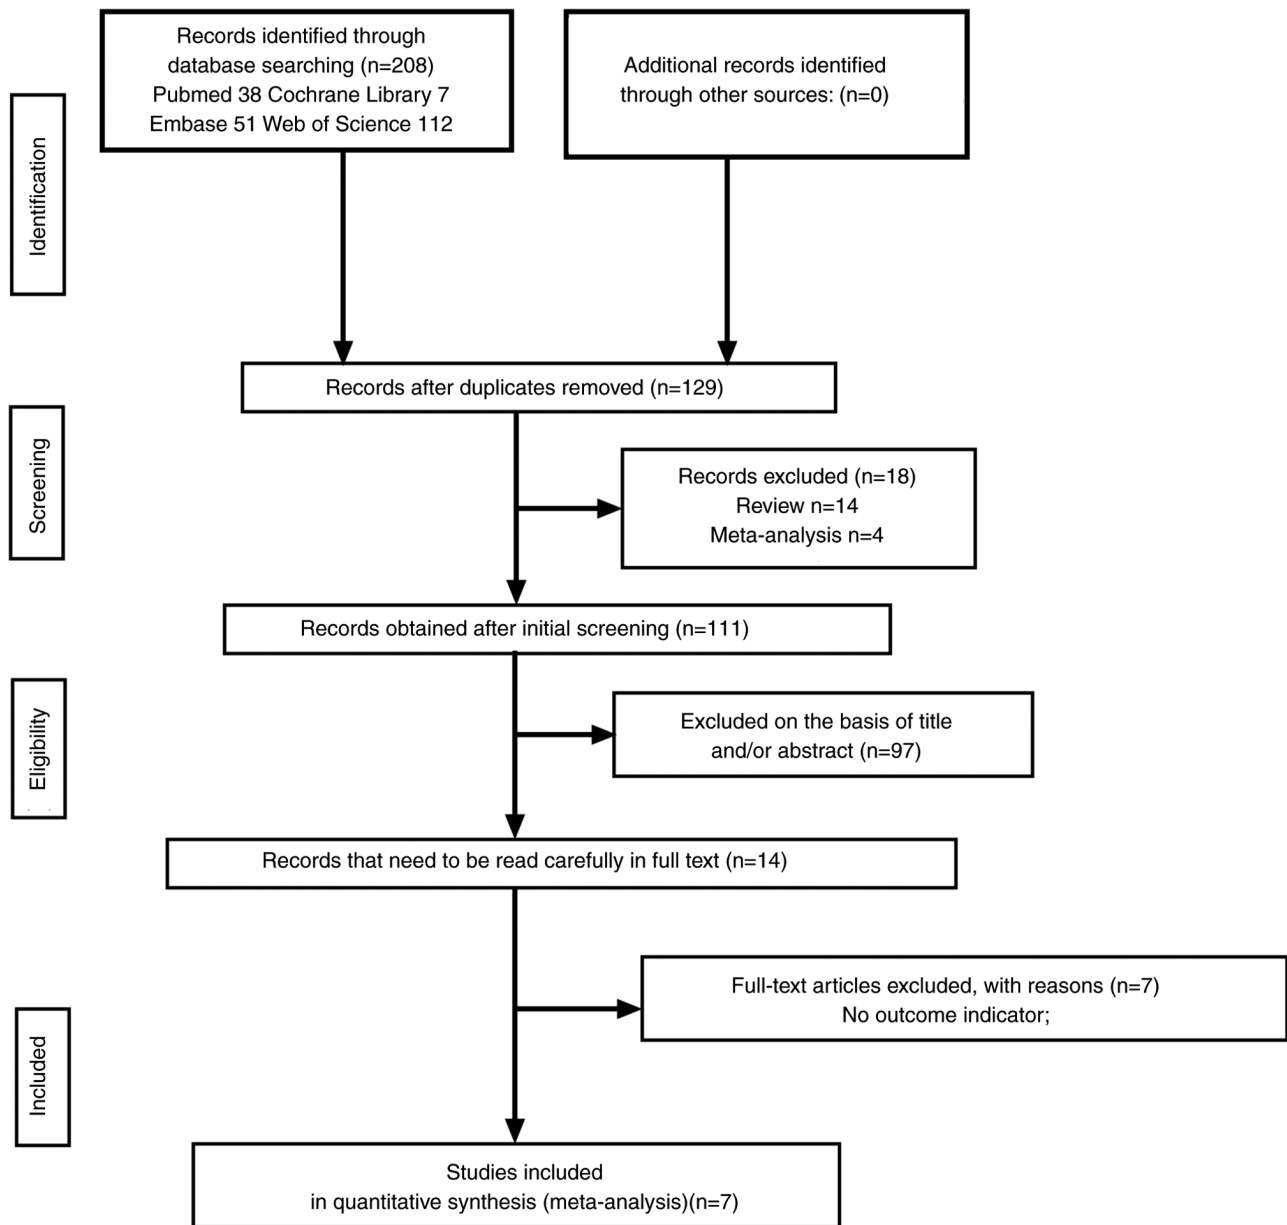 Records identified through
database searching (n=208)
Pubmed 38 Cochrane Library 7
Embase 51 Web of Science 112
Additional records identified
through other sources: (n=0)
Identification
Records after duplicates removed (n=129)
Screening
Records excluded (n=18)
Review n=14
Meta-analysis n=4
Records obtained after initial screening (n=111)
Eligibility
Excluded on the basis of title
and/or abstract (n=97)
Records that need to be read carefully in full text (n=14)
Full-text articles excluded, with reasons (n=7)
No outcome indicator;
Included
Studies included
in quantitative synthesis (meta-analysis)(n=7)